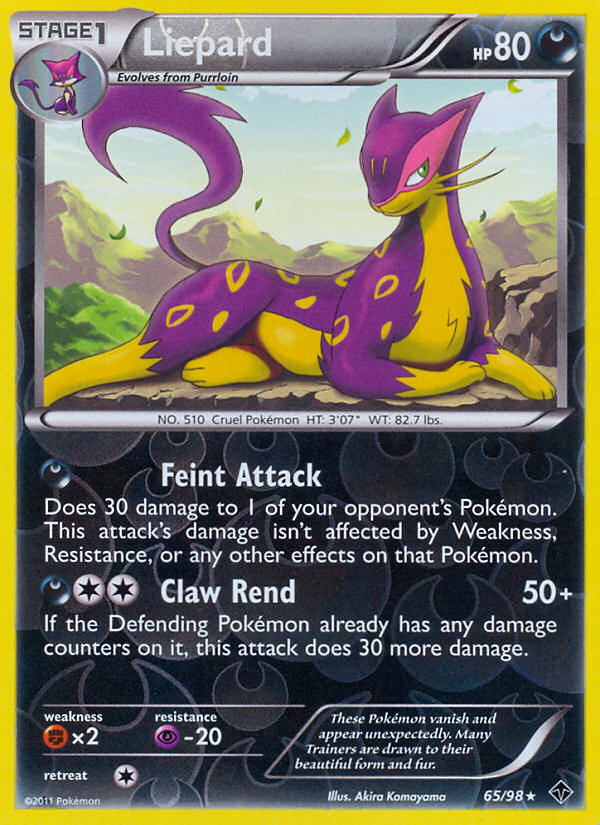 STAGE1
Liepard
HP80
Evolves from Purrloin
NO. 510 Cruel Pokémon HT: 3'07" WT: 82.7 lbs.
Feint Attack
Does 30 damage to 1 of your opponent's Pokémon.
This attack's damage isn't affected by Weakness,
Resistance, or any other effects on that Pokémon.
Claw Rend 50+
If the Defending Pokémon already has any damage
counters on it, this attack does 30 more damage.
weakness resistance
×2 -20
retreat
These Pokémon vanish and
appear unexpectedly. Many
Trainers are drawn to their
beautiful form and fur.
©2011 Pokémon Illus. Akira Komayama 65/98★